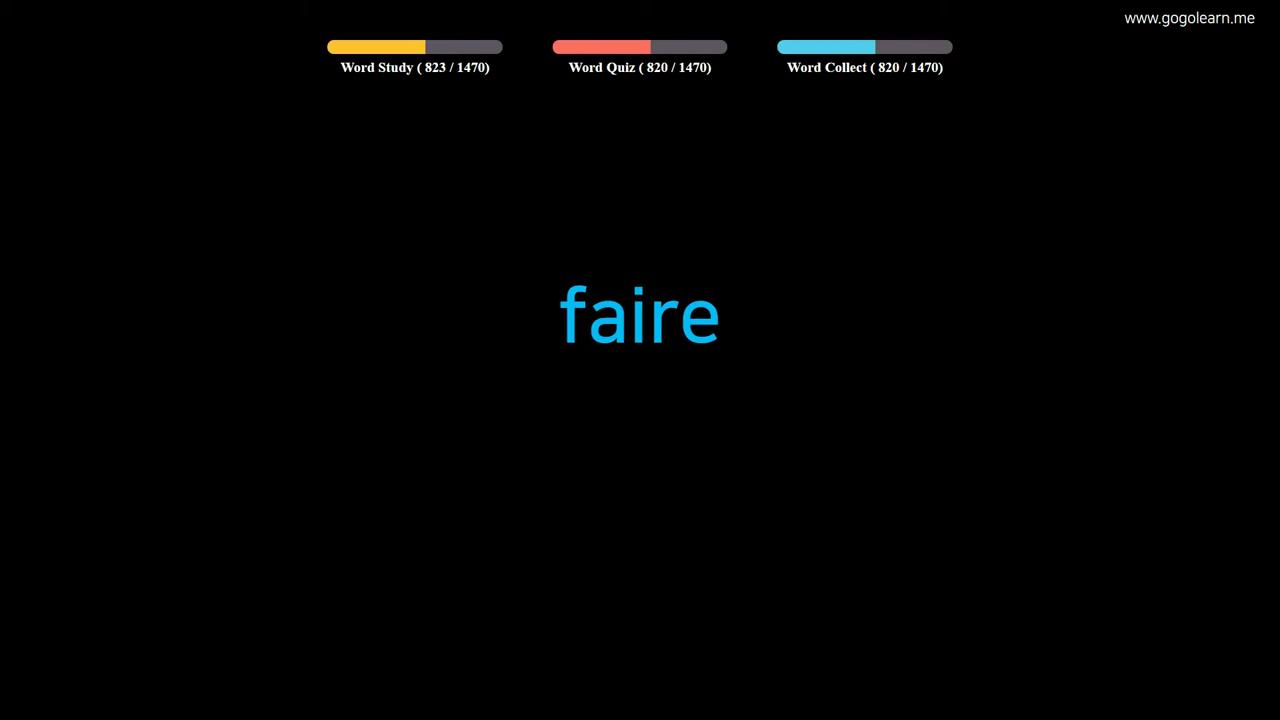 www.gogolearn.me
Word Study ( 823 / 1470)
Word Quiz ( 820 / 1470)
Word Collect ( 820 / 1470)
faire